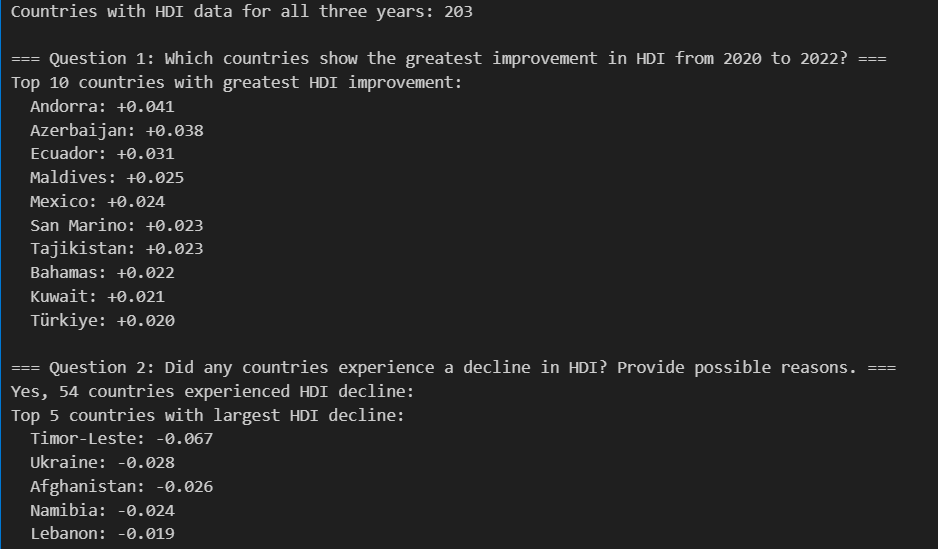 Countries with HDI data for all three years: 203
=== Question 1: Which countries show the greatest improvement in HDI from 2020 to 2022? ===
Top 10 countries with greatest HDI improvement:
Andorra: +0.041
Azerbaijan: +0.038
Ecuador: +0.031
Maldives: +0.025
Mexico: +0.024
San Marino: +0.023
Tajikistan: +0.023
Bahamas: +0.022
Kuwait: +0.021
Türkiye: +0.020
=== Question 2: Did any countries experience a decline in HDI? Provide possible reasons. ===
Yes, 54 countries experienced HDI decline:
Top 5 countries with largest HDI decline:
Timor-Leste: -0.067
Ukraine: -0.028
Afghanistan: -0.026
Namibia: -0.024
Lebanon: -0.019